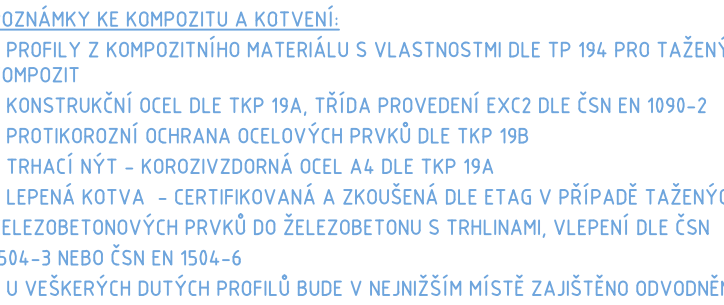 OZNÁMKY KE KOMPOZITU A KOTVENÍ:
PROFILY Z KOMPOZITNÍHO MATERIÁLU S VLASTNOSTMI DLE TP 194 PRO TAŽENÝ
OMPOZIT
KONSTRUKČNÍ OCEL DLE TKP 19A, TŘÍDA PROVEDENÍ EXC2 DLE ČSN EN 1090-2
PROTIKOROZNÍ OCHRANA OCELOVÝCH PRVKŮ DLE TKP 19B
TRHACÍ NÝT - KOROZIVZDORNÁ OCEL A4 DLE TKP 19A
LEPENÁ KOTVA - CERTIFIKOVANÁ A ZKOUŠENÁ DLE ETAG V PŘÍPADĚ TAŽENÝC
ELEZOBETONOVÝCH PRVKŮ DO ŽELEZOBETONU S TRHLINAMI, VLEPENÍ DLE ČSN
504-3 NEBO ČSN EN 1504-6
U VEŠKERÝCH DUTÝCH PROFILŮ BUDE V NEJNIŽŠÍM MÍSTĚ ZAJIŠTĚNO ODVODNĚN